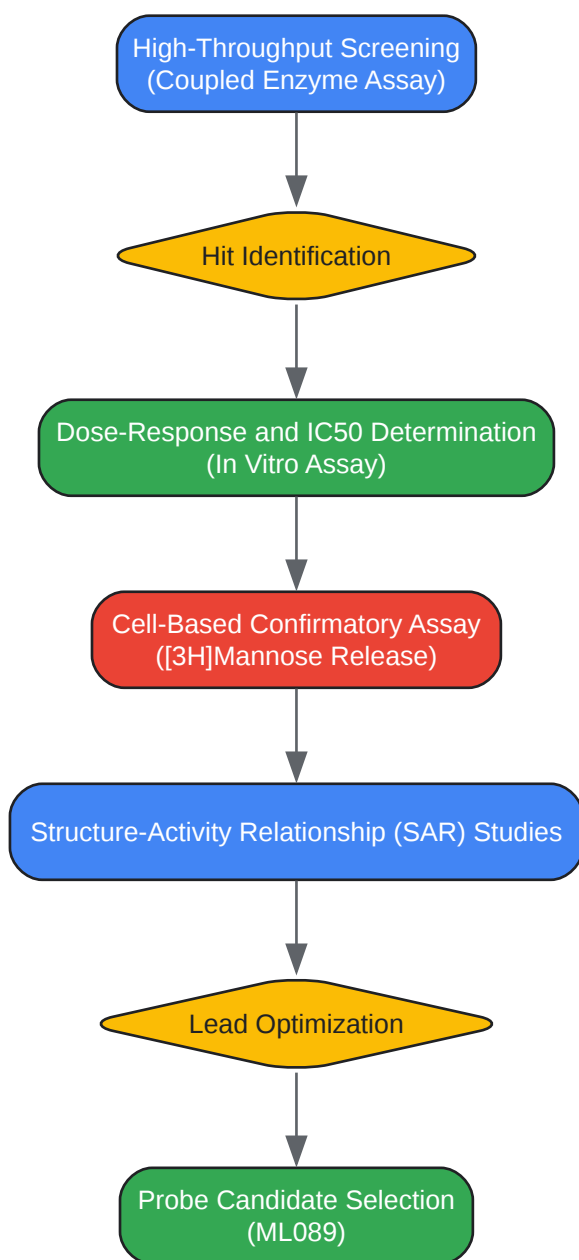 High-Throughput Screening
(Coupled Enzyme Assay)
Hit Identification
Dose-Response and IC50 Determination
(In Vitro Assay)
Cell-Based Confirmatory Assay
([3H]Mannose Release)
Structure-Activity Relationship (SAR) Studies
Lead Optimization
Probe Candidate Selection
(ML089)